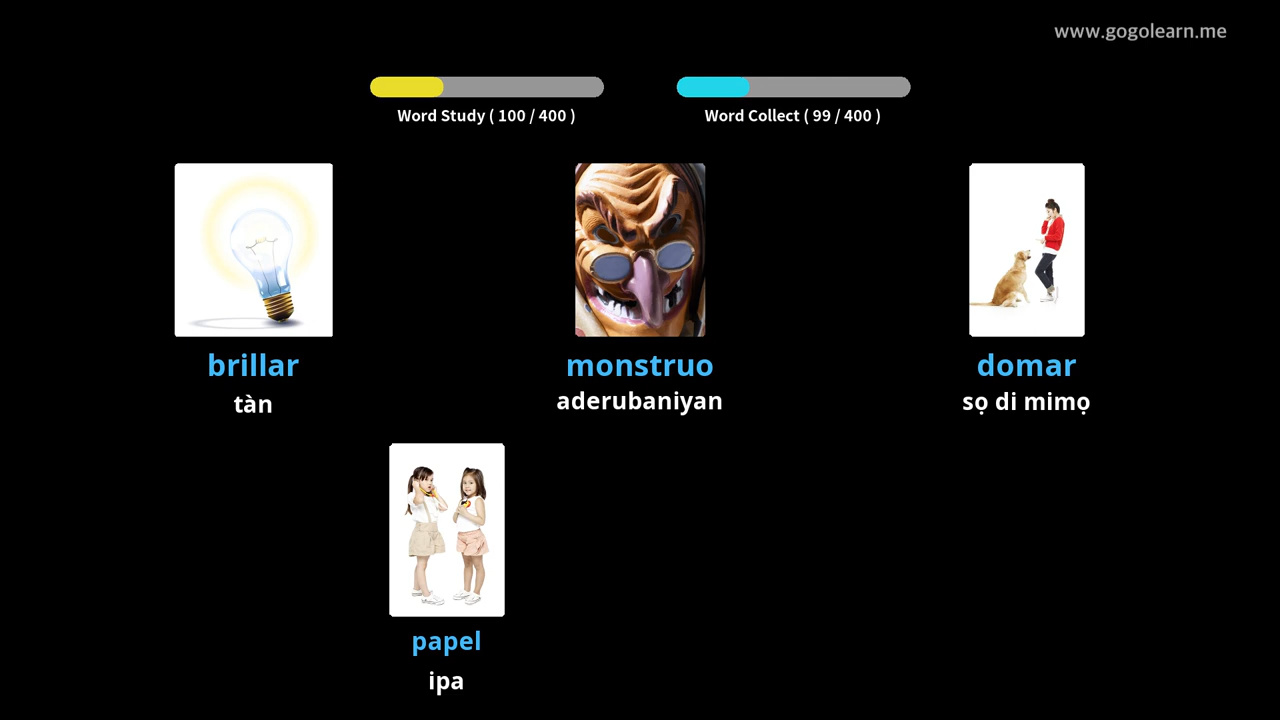 www.gogolearn.me
Word Study ( 100 / 400 )
Word Collect ( 99 / 400 )
brillar
tàn
monstruo
aderubaniyan
domar
sọ di mimọ
papel
ipa